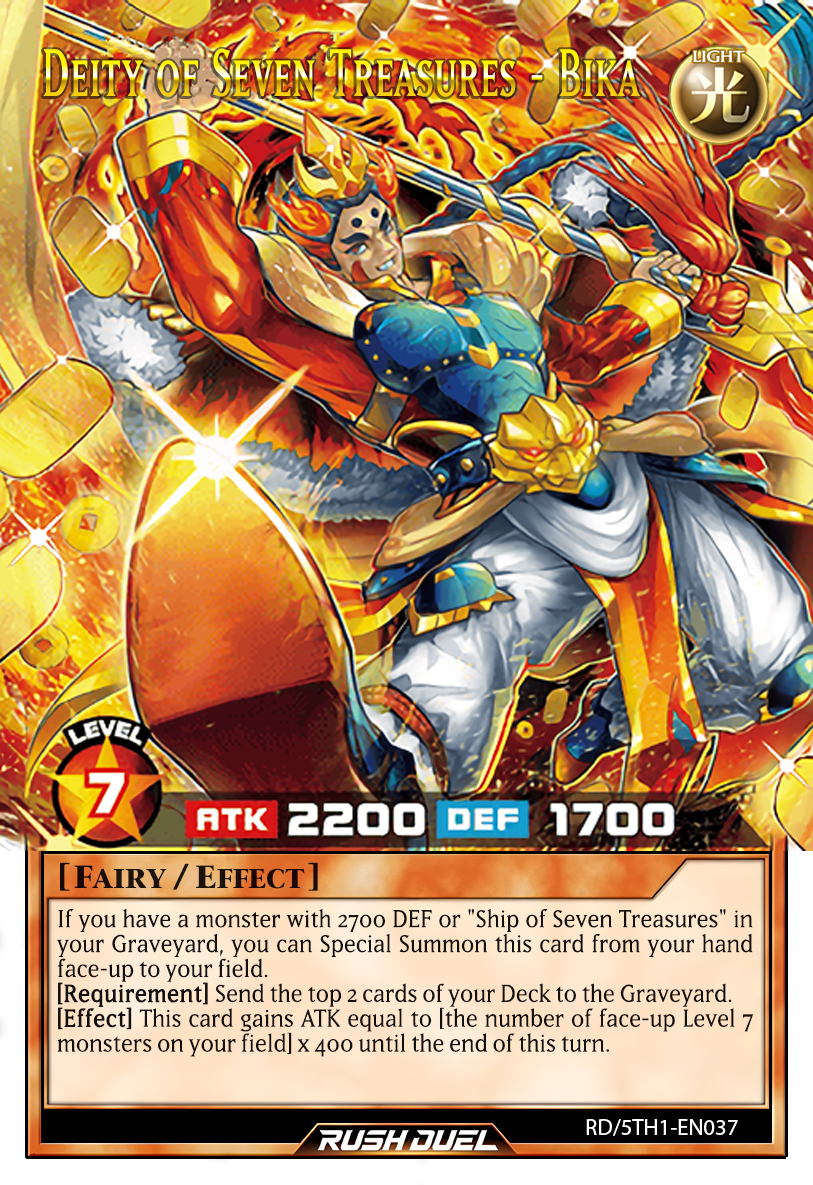 Deity of Seven Treasures - Bika
LIGHT
光
LEVEL
7
ATK 2200 DEF 1700
[ Fairy / Effect ]
If you have a monster with 2700 DEF or "Ship of Seven Treasures" in
your Graveyard, you can Special Summon this card from your hand
face-up to your field.
[Requirement] Send the top 2 cards of your Deck to the Graveyard.
[Effect] This card gains ATK equal to [the number of face-up Level 7
monsters on your field] x 400 until the end of this turn.
RD/5TH1-EN037
RUSH DUEL